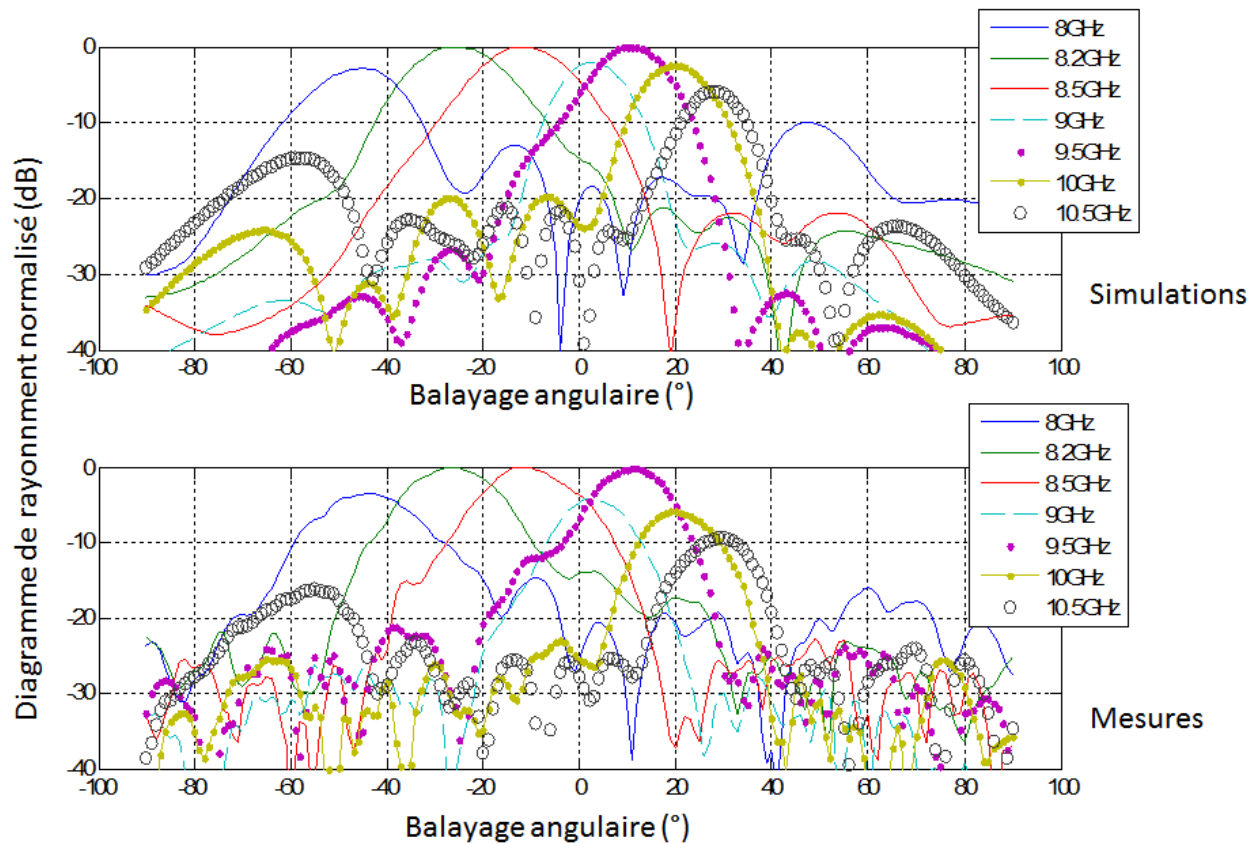 Diagramme de rayonnment normalisé (dB)
0
-10
-20
-30
-40
-100
-80
-60
-40
-20
0
20
40
60
80
100
Balayage angulaire (°)
8GHz
8.2GHz
8.5GHz
9GHz
9.5GHz
10GHz
10.5GHz
Simulations
0
-10
-20
-30
-40
-100
-80
-60
-40
-20
0
20
40
60
80
100
Balayage angulaire (°)
8GHz
8.2GHz
8.5GHz
9GHz
9.5GHz
10GHz
10.5GHz
Mesures